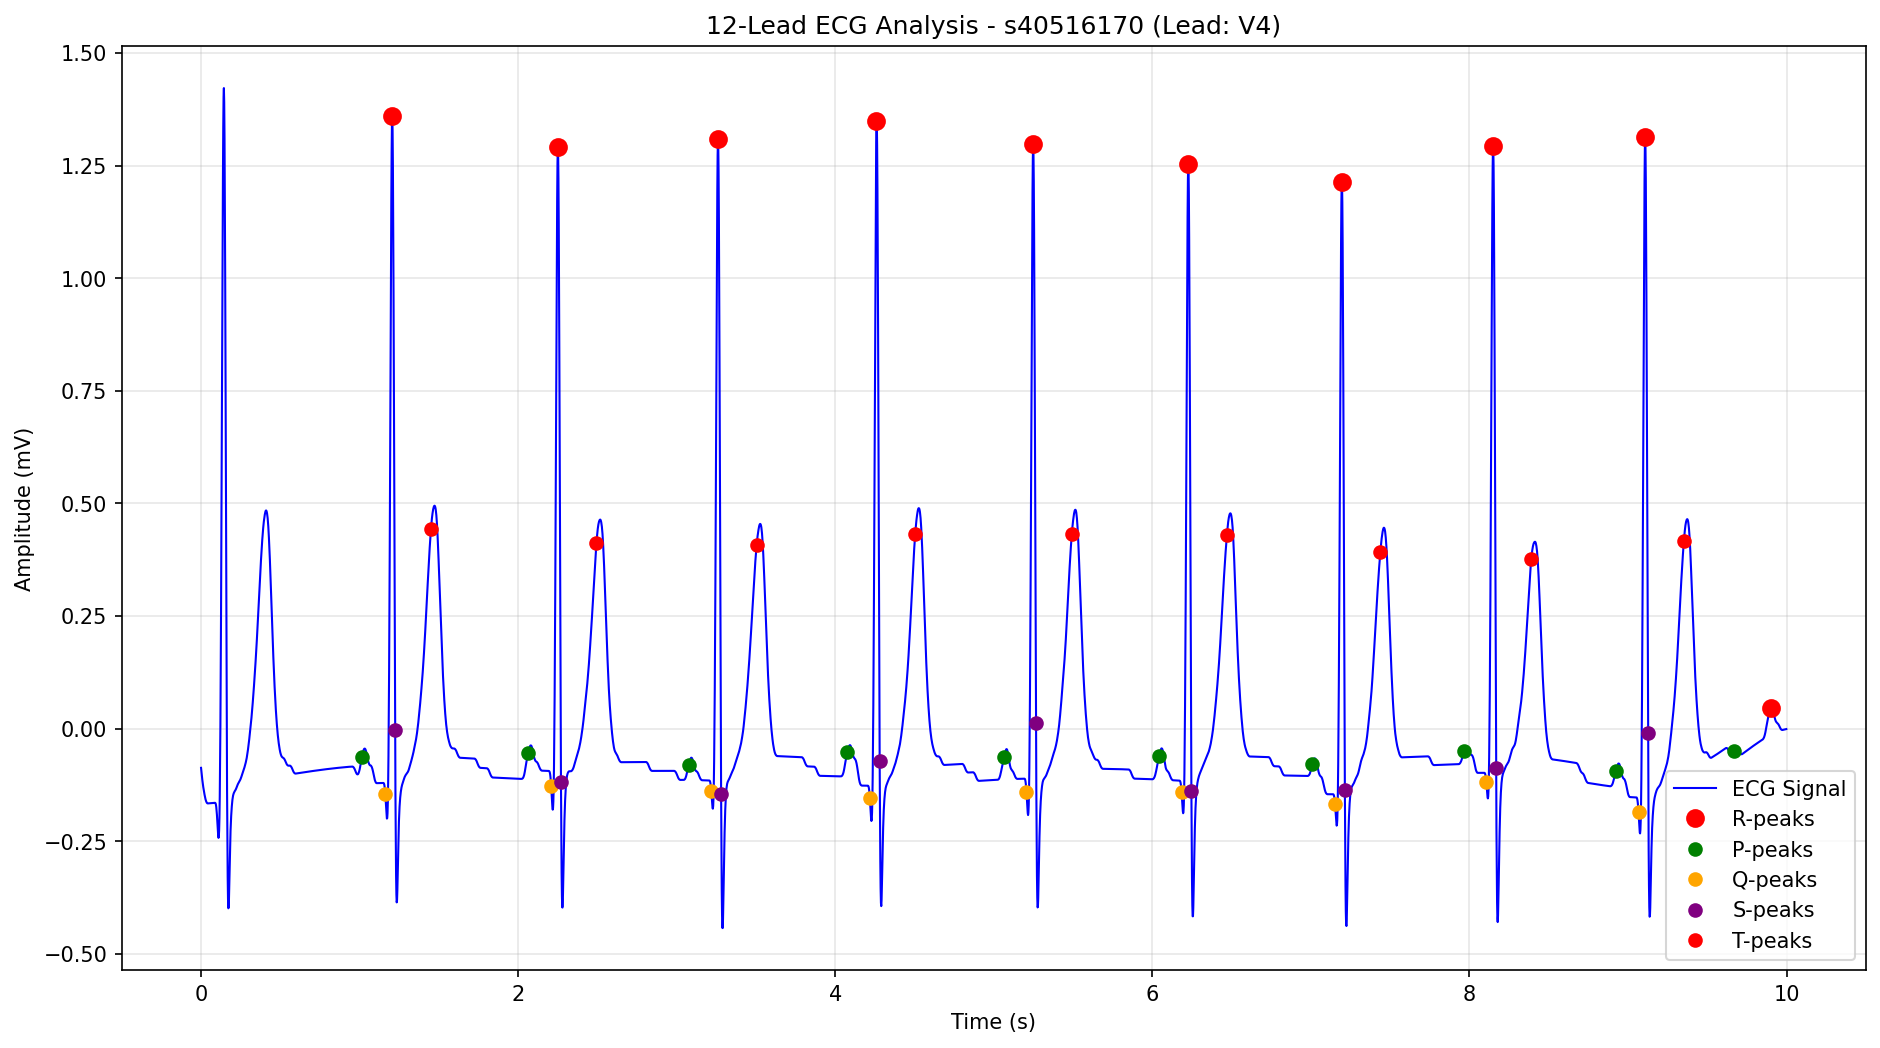 12-Lead ECG Analysis - s40516170 (Lead: V4)
1.50
1.25
1.00
0.75
0.50
0.25
0.00
−0.25
−0.50
Amplitude (mV)
0 2 4 6 8 10
Time (s)
ECG Signal
R-peaks
P-peaks
Q-peaks
S-peaks
T-peaks